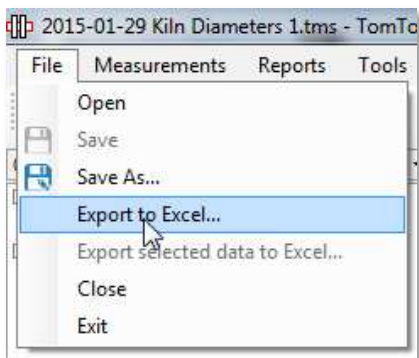 2015-01-29 Kiln Diameters 1.tms - TomTo
File Measurements Reports Tools
Open
Save
Save As...
Export to Excel...
Export selected data to Excel...
Close
Exit